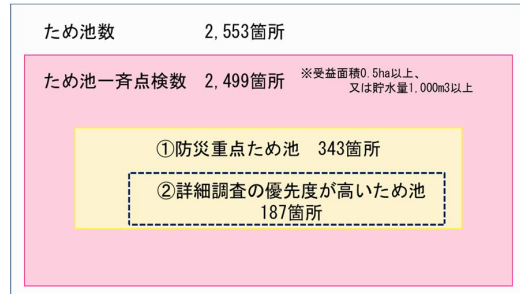 ため池数　2,553箇所
ため池一斉点検数　2,499箇所　※受益面積0.5ha以上、
又は貯水量1,000m3以上
①防災重点ため池　343箇所
②詳細調査の優先度が高いため池
187箇所